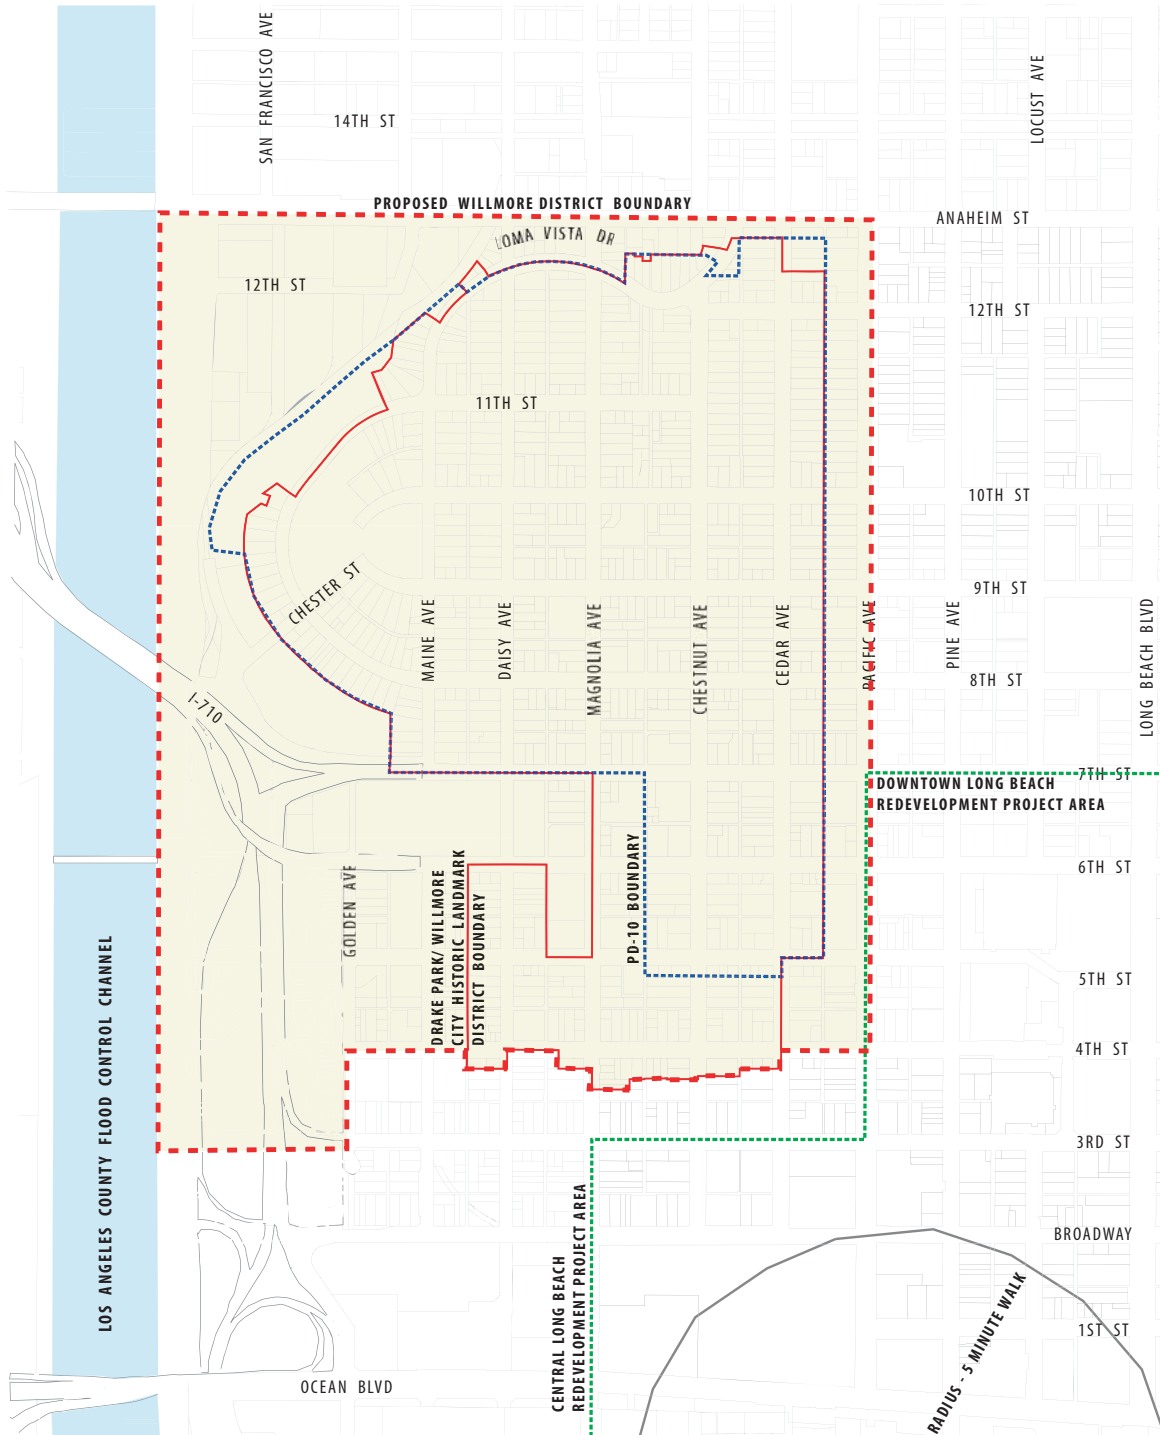 SAN FRANCISCO AVE
LOCUST AVE
14TH ST
PROPOSED WILLMORE DISTRICT BOUNDARY
ANAHEIM ST
LOMA VISTA DR
12TH ST
12TH ST
11TH ST
10TH ST
CHESTER ST
9TH ST
MAINE AVE
DAISY AVE
MAGNOLIA AVE
CHESTNUT AVE
CEDAR AVE
PACIFIC AVE
PINE AVE
LONG BEACH BLVD
8TH ST
I-710
7TH ST
DOWNTOWN LONG BEACH
REDEVELOPMENT PROJECT AREA
6TH ST
GOLDEN AVE
DRAKE PARK/ WILLMORE
CITY HISTORIC LANDMARK
DISTRICT BOUNDARY
PD-10 BOUNDARY
LOS ANGELES COUNTY FLOOD CONTROL CHANNEL
5TH ST
4TH ST
3RD ST
CENTRAL LONG BEACH
REDEVELOPMENT PROJECT AREA
BROADWAY
RADIUS - 5 MINUTE WALK
1ST ST
OCEAN BLVD